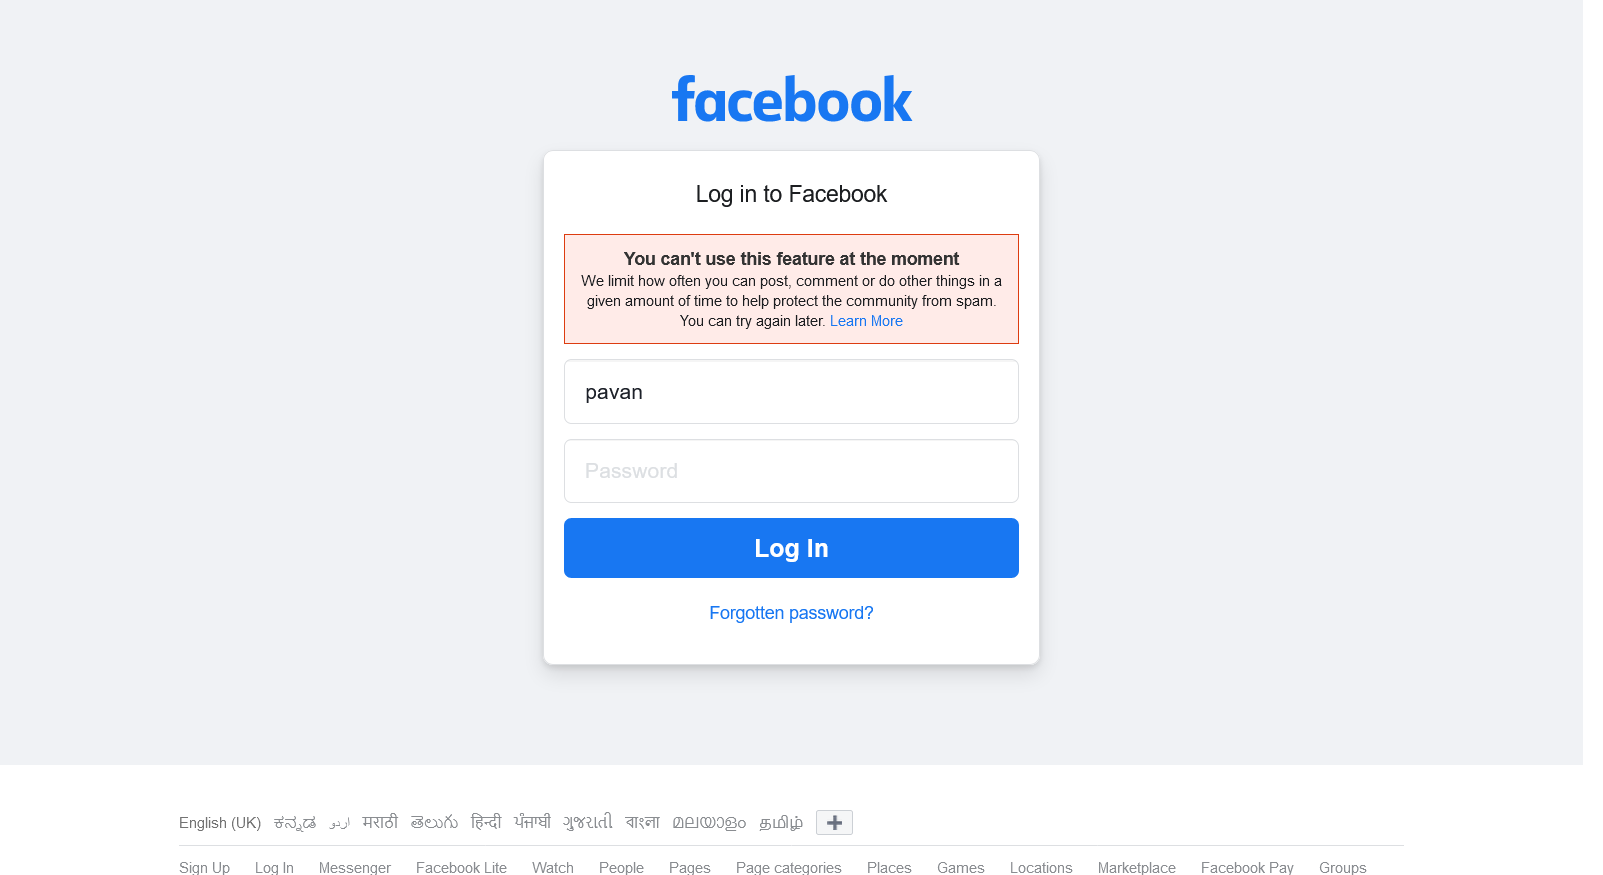 facebook
Log in to Facebook
You can't use this feature at the moment
We limit how often you can post, comment or do other things in a
given amount of time to help protect the community from spam.
You can try again later. Learn More
pavan
Password
Log In
Forgotten password?
English (UK) ಕನ್ನಡ اردو मराठी తెలుగు हिन्दी ਪੰਜਾਬੀ ગુજરાતી বাংলা മലയാളം தமிழ்
Sign Up Log In Messenger Facebook Lite Watch People Pages Page categories Places Games Locations Marketplace Facebook Pay Groups